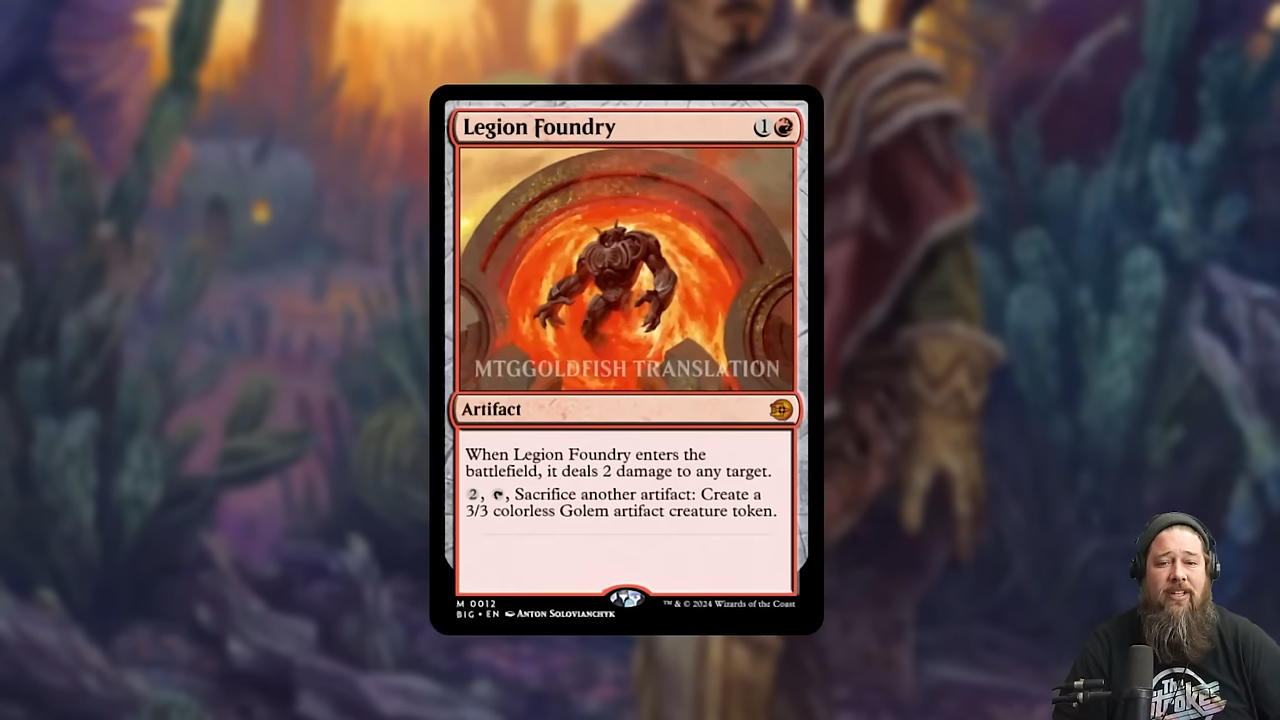 Legion Foundry 1
MTGGOLDFISH TRANSLATION
Artifact
When Legion Foundry enters the
battlefield, it deals 2 damage to any target.
2, , Sacrifice another artifact: Create a
3/3 colorless Golem artifact creature token.
M 0012
BIG • EN Anton Solovianchyk
™ & © 2024 Wizards of the Coast
The
Strokes